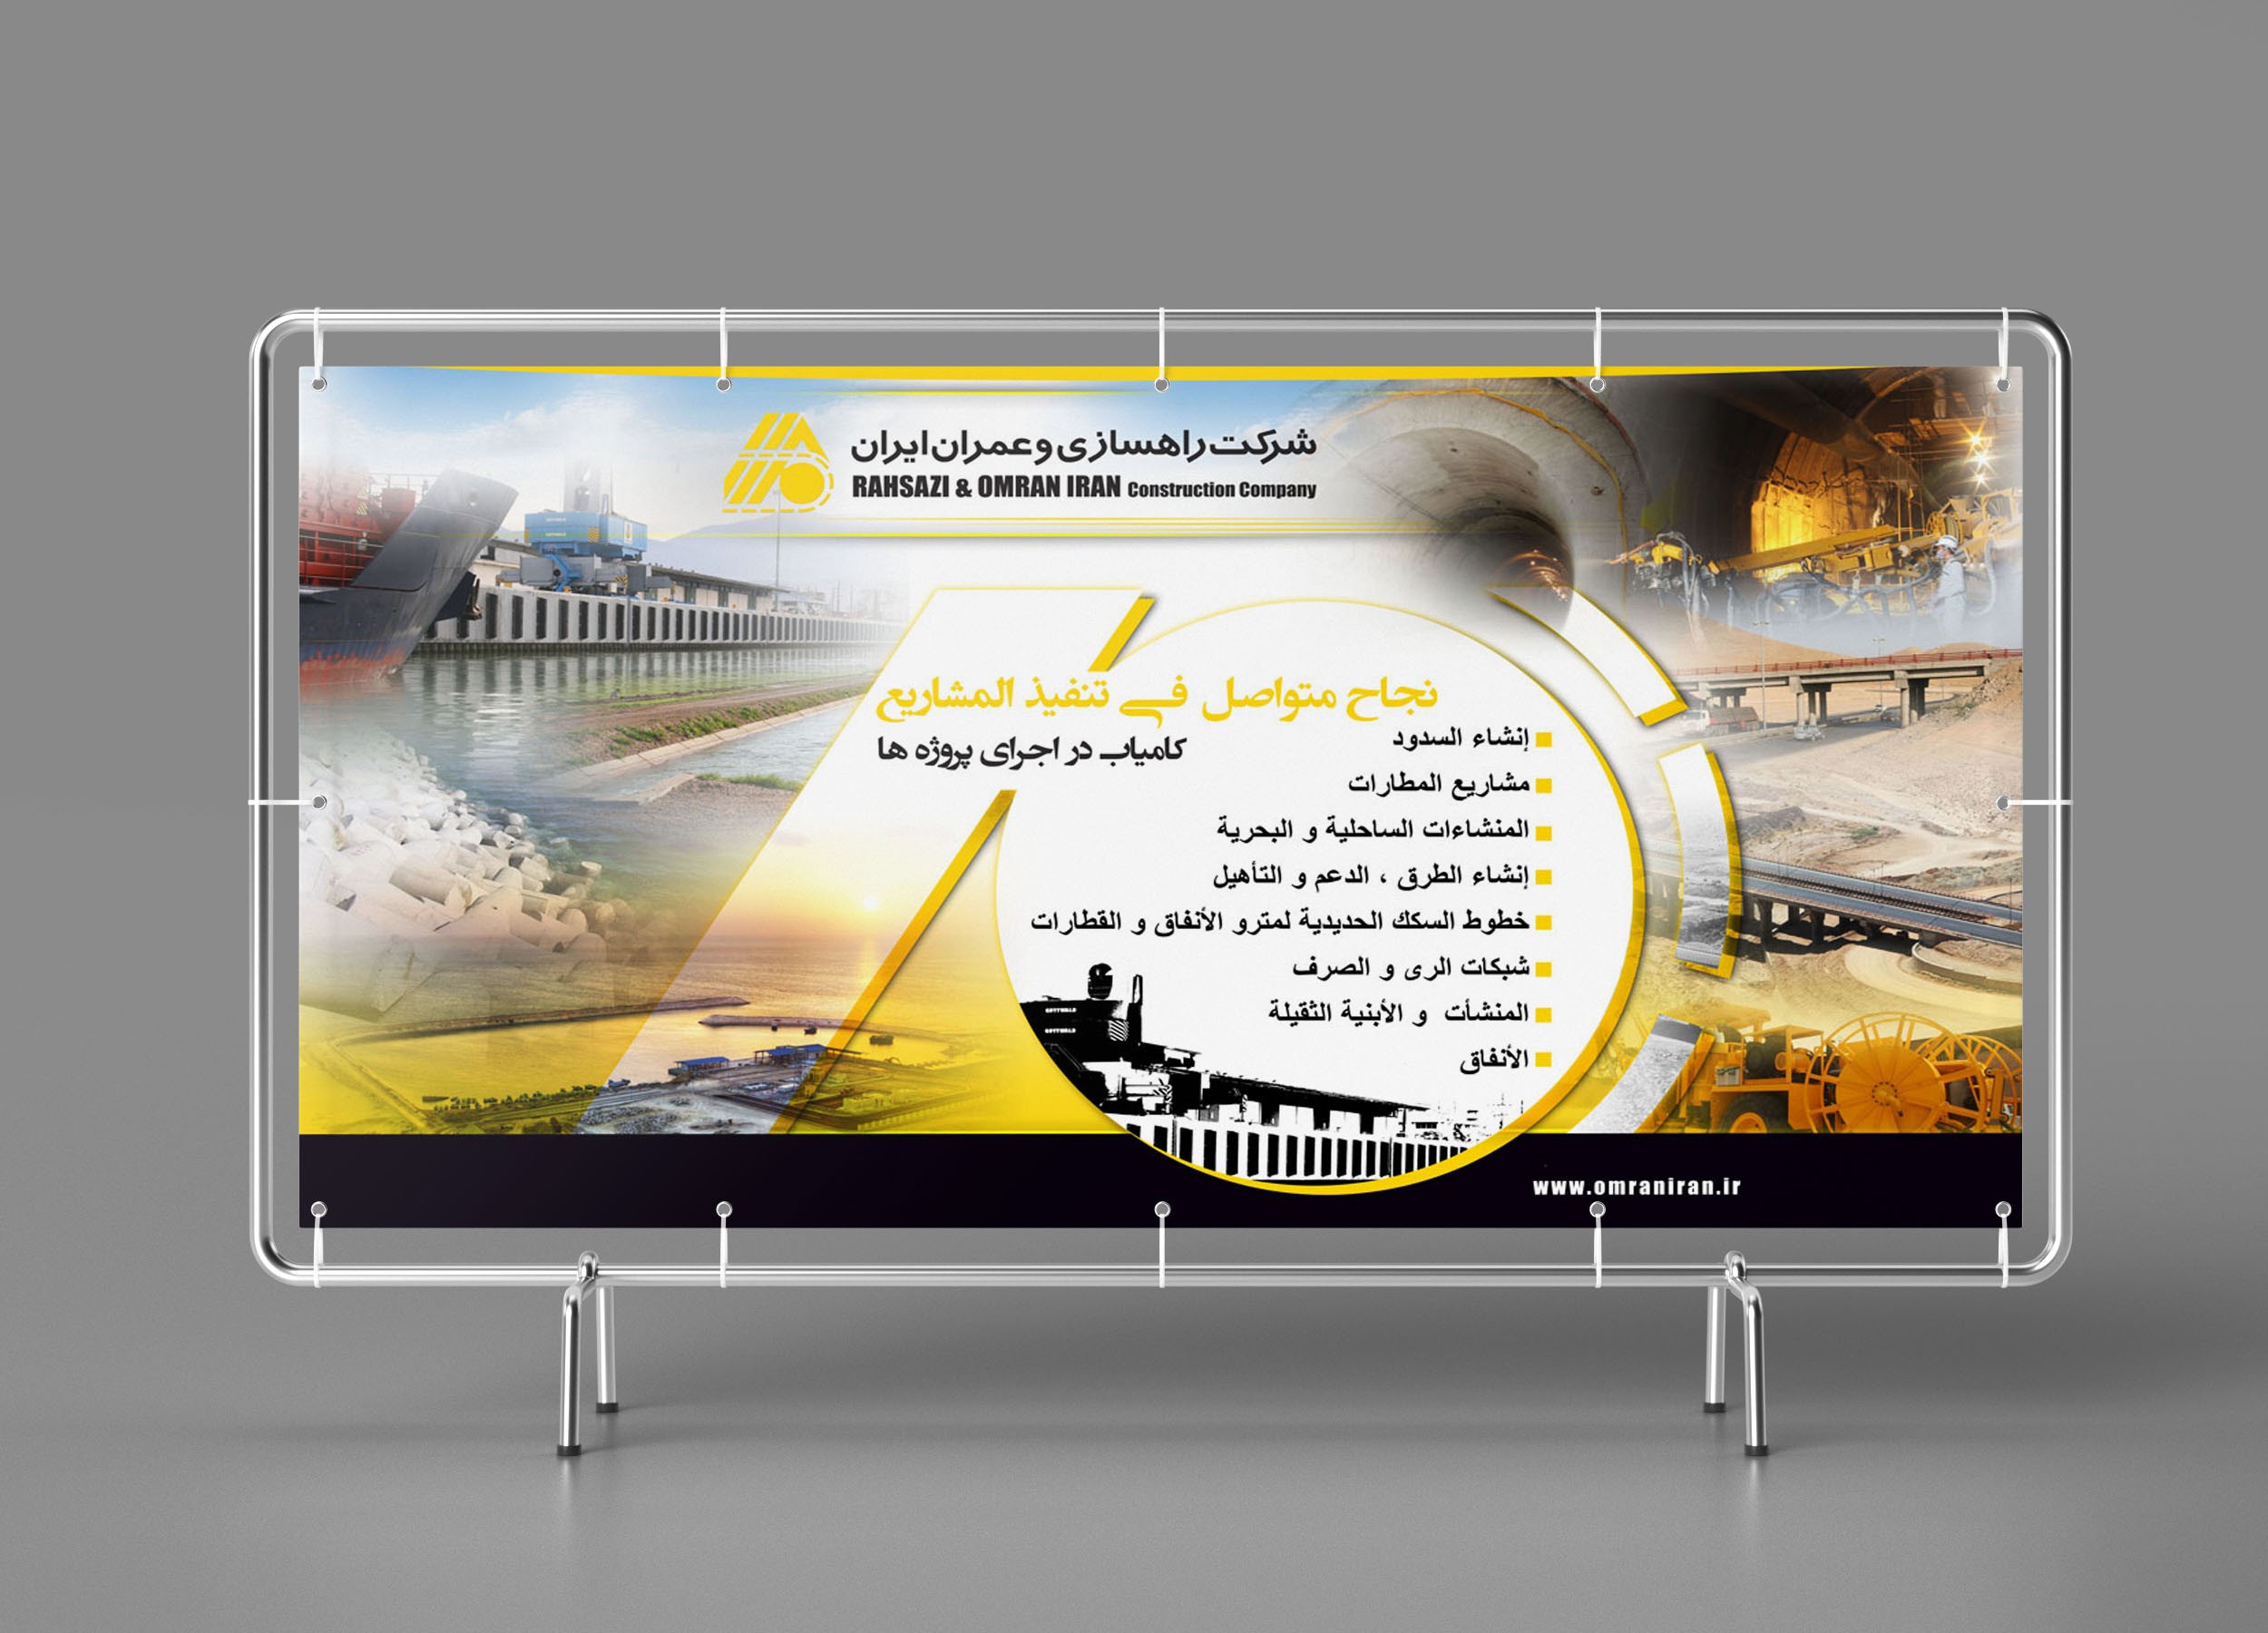 شرکت راهسازی و عمران ایران
RAHSAZI & OMRAN IRAN Construction Company
نجاح متواصل في تنفيذ المشاريع
کامیاب در اجرای پروژه ها
إنشاء السدود
مشاريع المطارات
المنشاءات الساحلية و البحرية
إنشاء الطرق ، الدعم و التأهيل
خطوط السكك الحديدية لمترو الأنفاق و القطارات
شبكات الرى و الصرف
المنشأت و الأبنية الثقيلة
الأنفاق
www.omraniran.ir